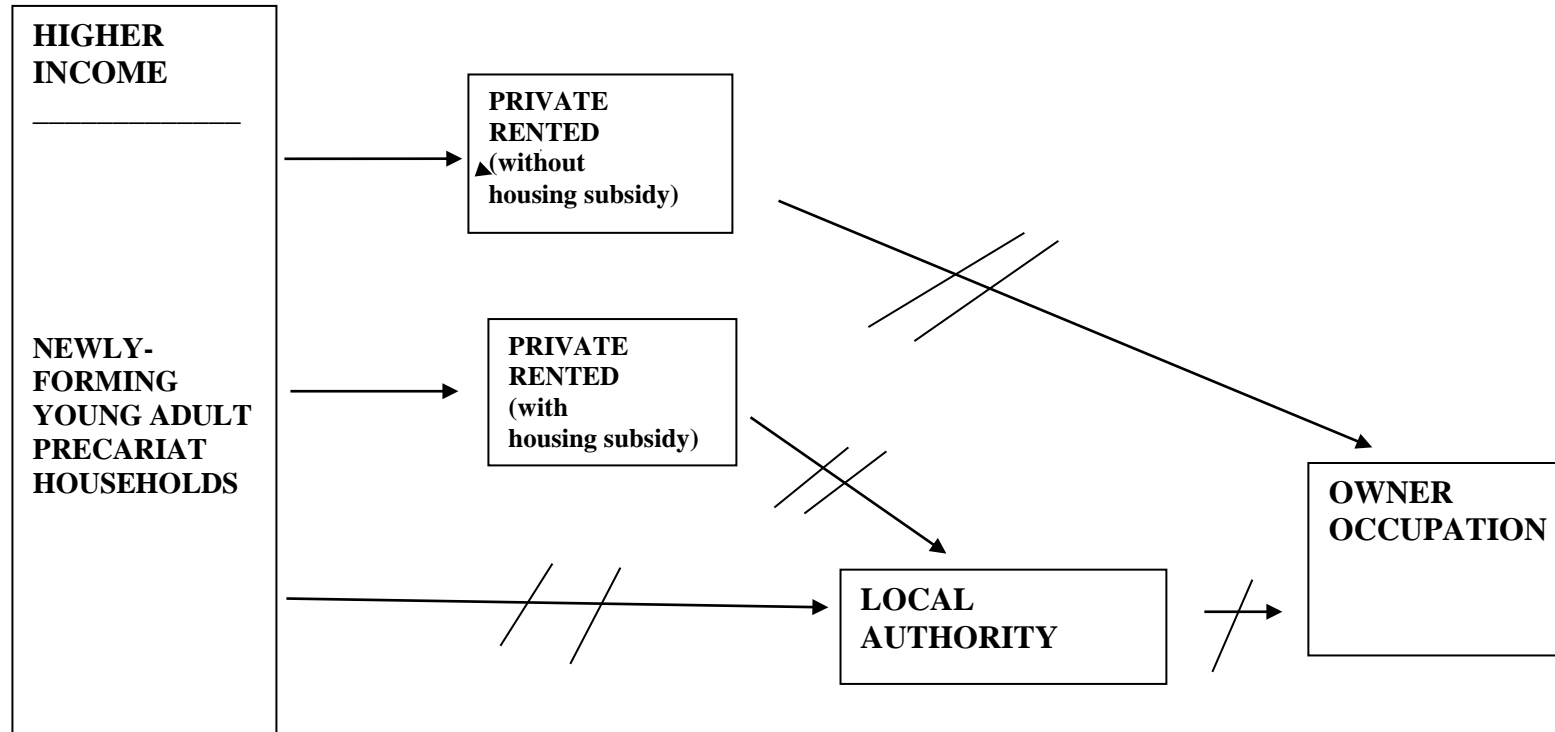 HIGHER
INCOME
_____________
NEWLY-
FORMING
YOUNG ADULT
PRECARIAT
HOUSEHOLDS
PRIVATE
RENTED
(without
housing subsidy)
PRIVATE
RENTED
(with
housing subsidy)
LOCAL
AUTHORITY
OWNER
OCCUPATION